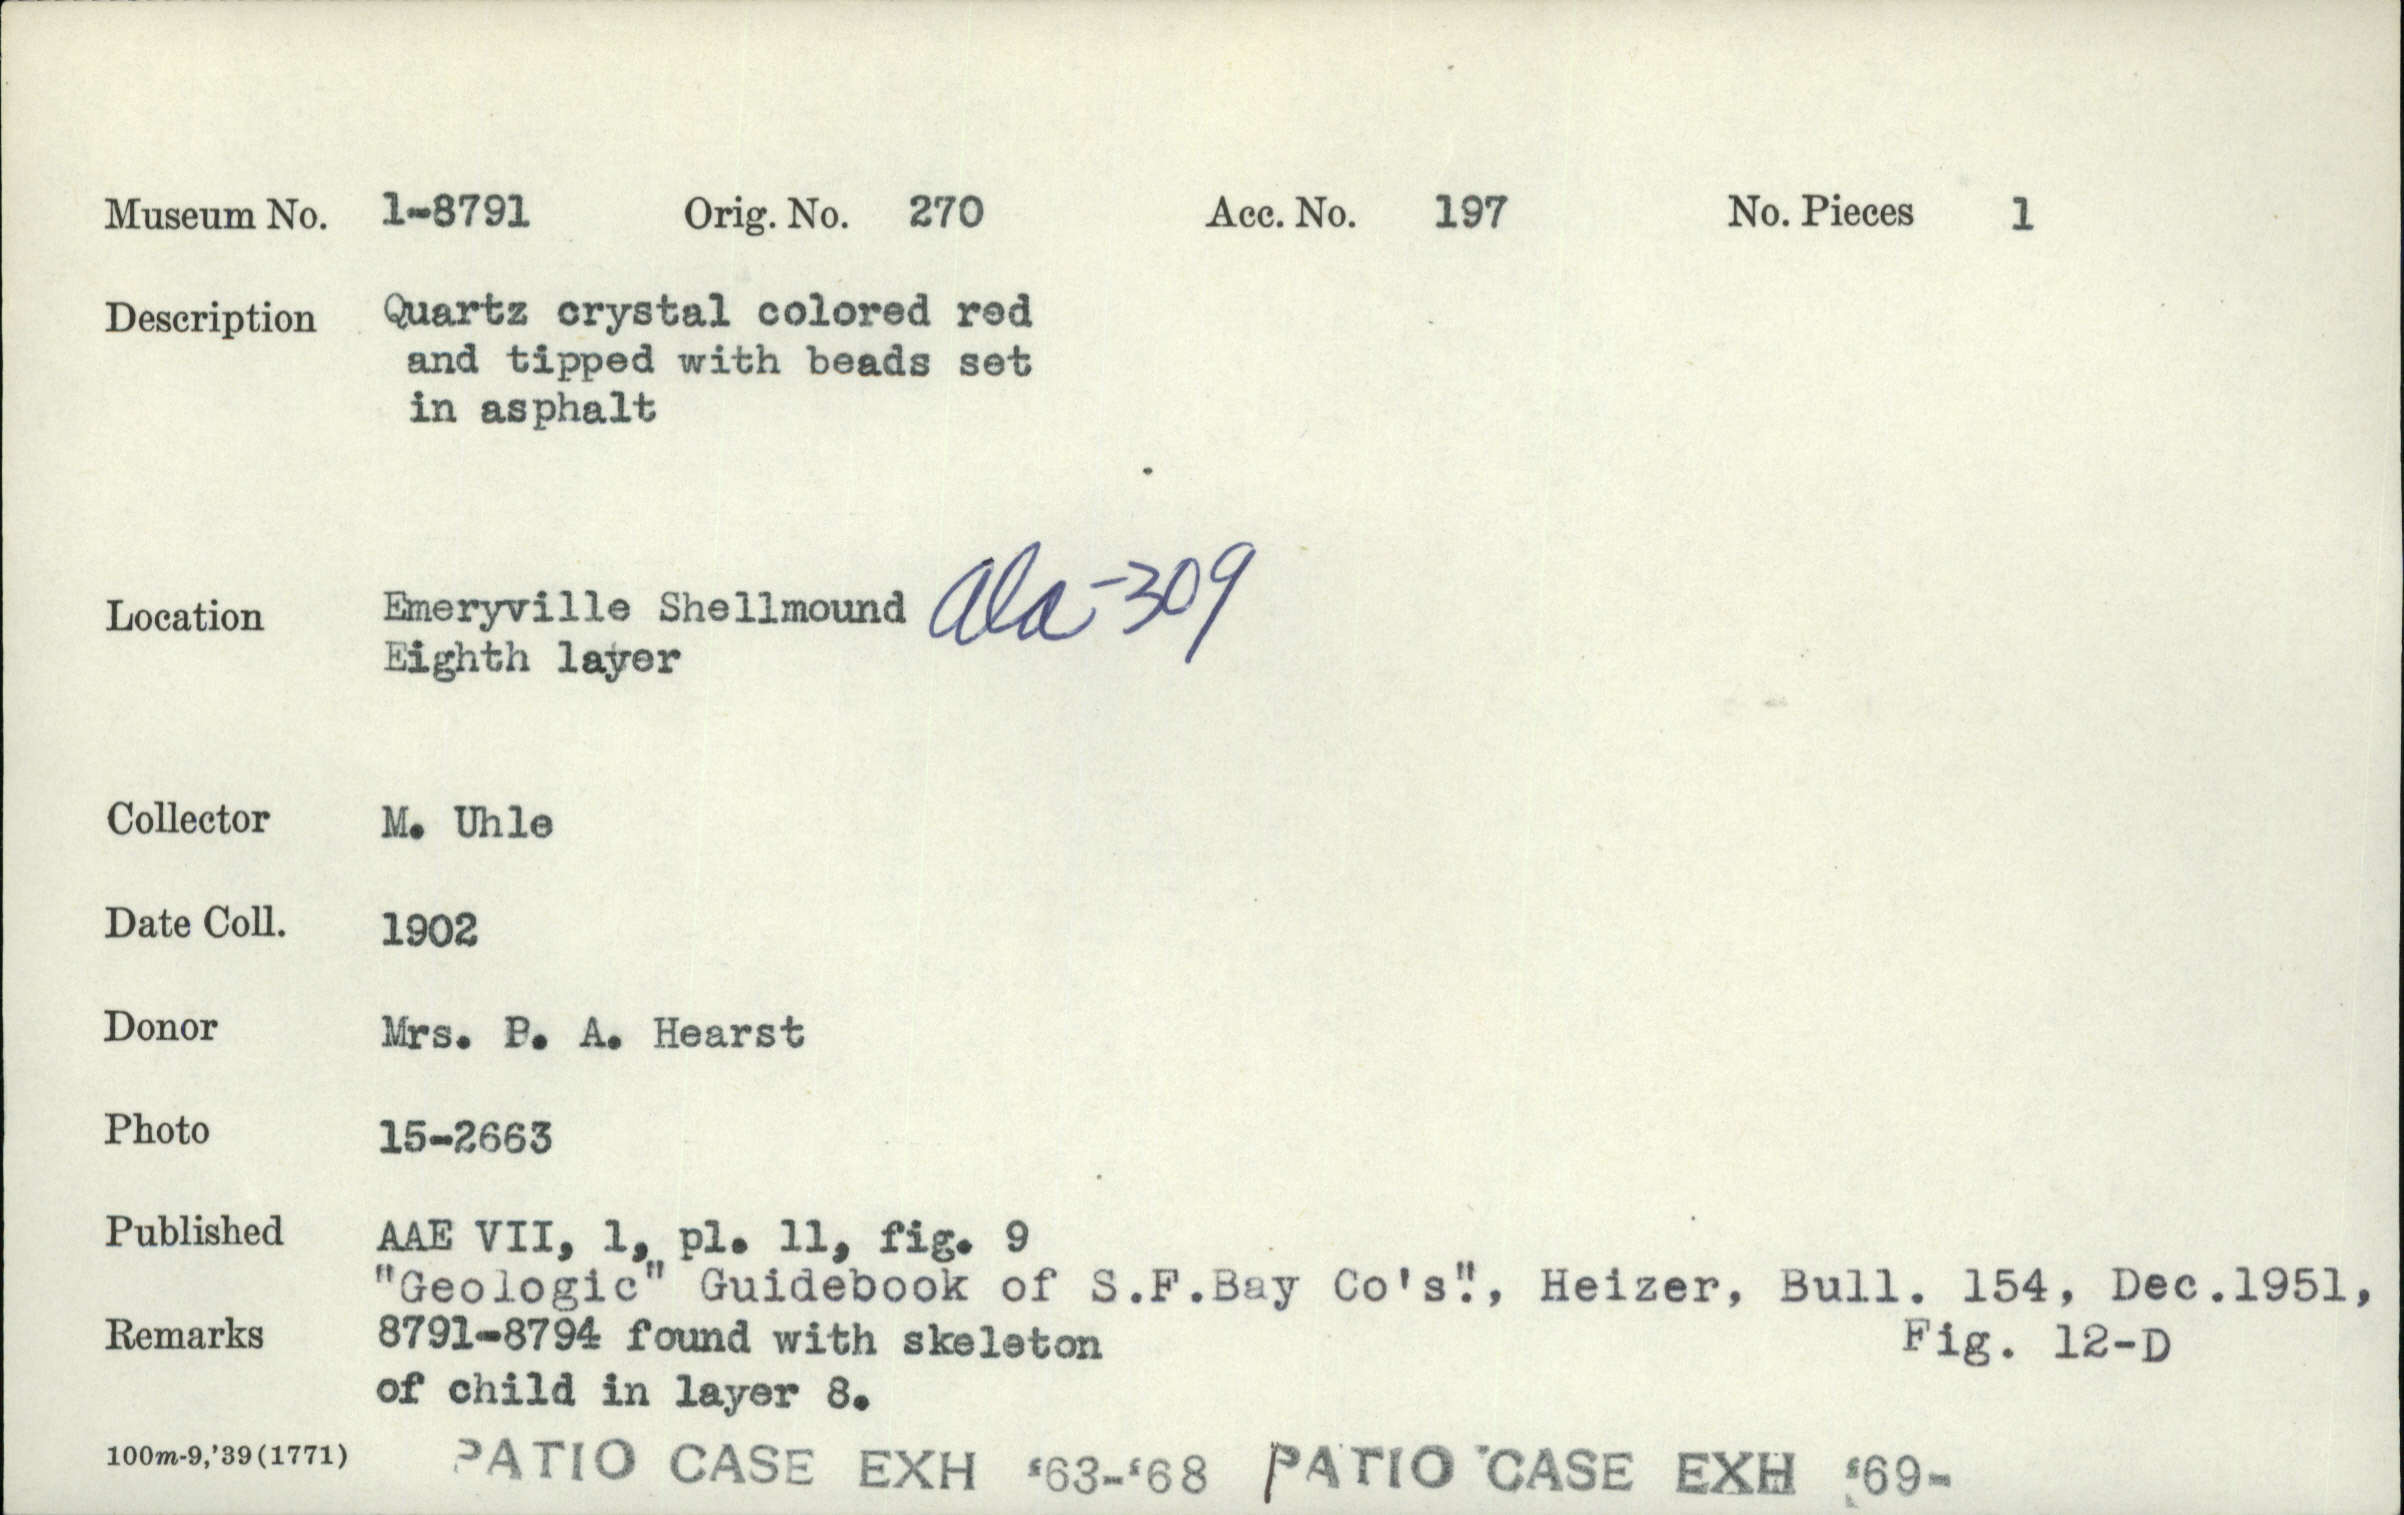 Museum No. 1-8791 Orig. No. 270 Acc. No. 197 No. Pieces 1
Description Quartz crystal colored red
and tipped with beads set
in asphalt
Location Emeryville Shellmound Ala-309
Eighth layer
Collector M. Uhle
Date Coll. 1902
Donor Mrs. P. A. Hearst
Photo 15-2663
Published AAE VII, 1, pl. 11, fig. 9
"Geologic" Guidebook of S.F.Bay Co's.", Heizer, Bull. 154, Dec.1951,
Fig. 12-D
Remarks 8791-8794 found with skeleton
of child in layer 8.
100m-9,'39(1771) PATIO CASE EXH '63-'68 PATIO CASE EXH '69-